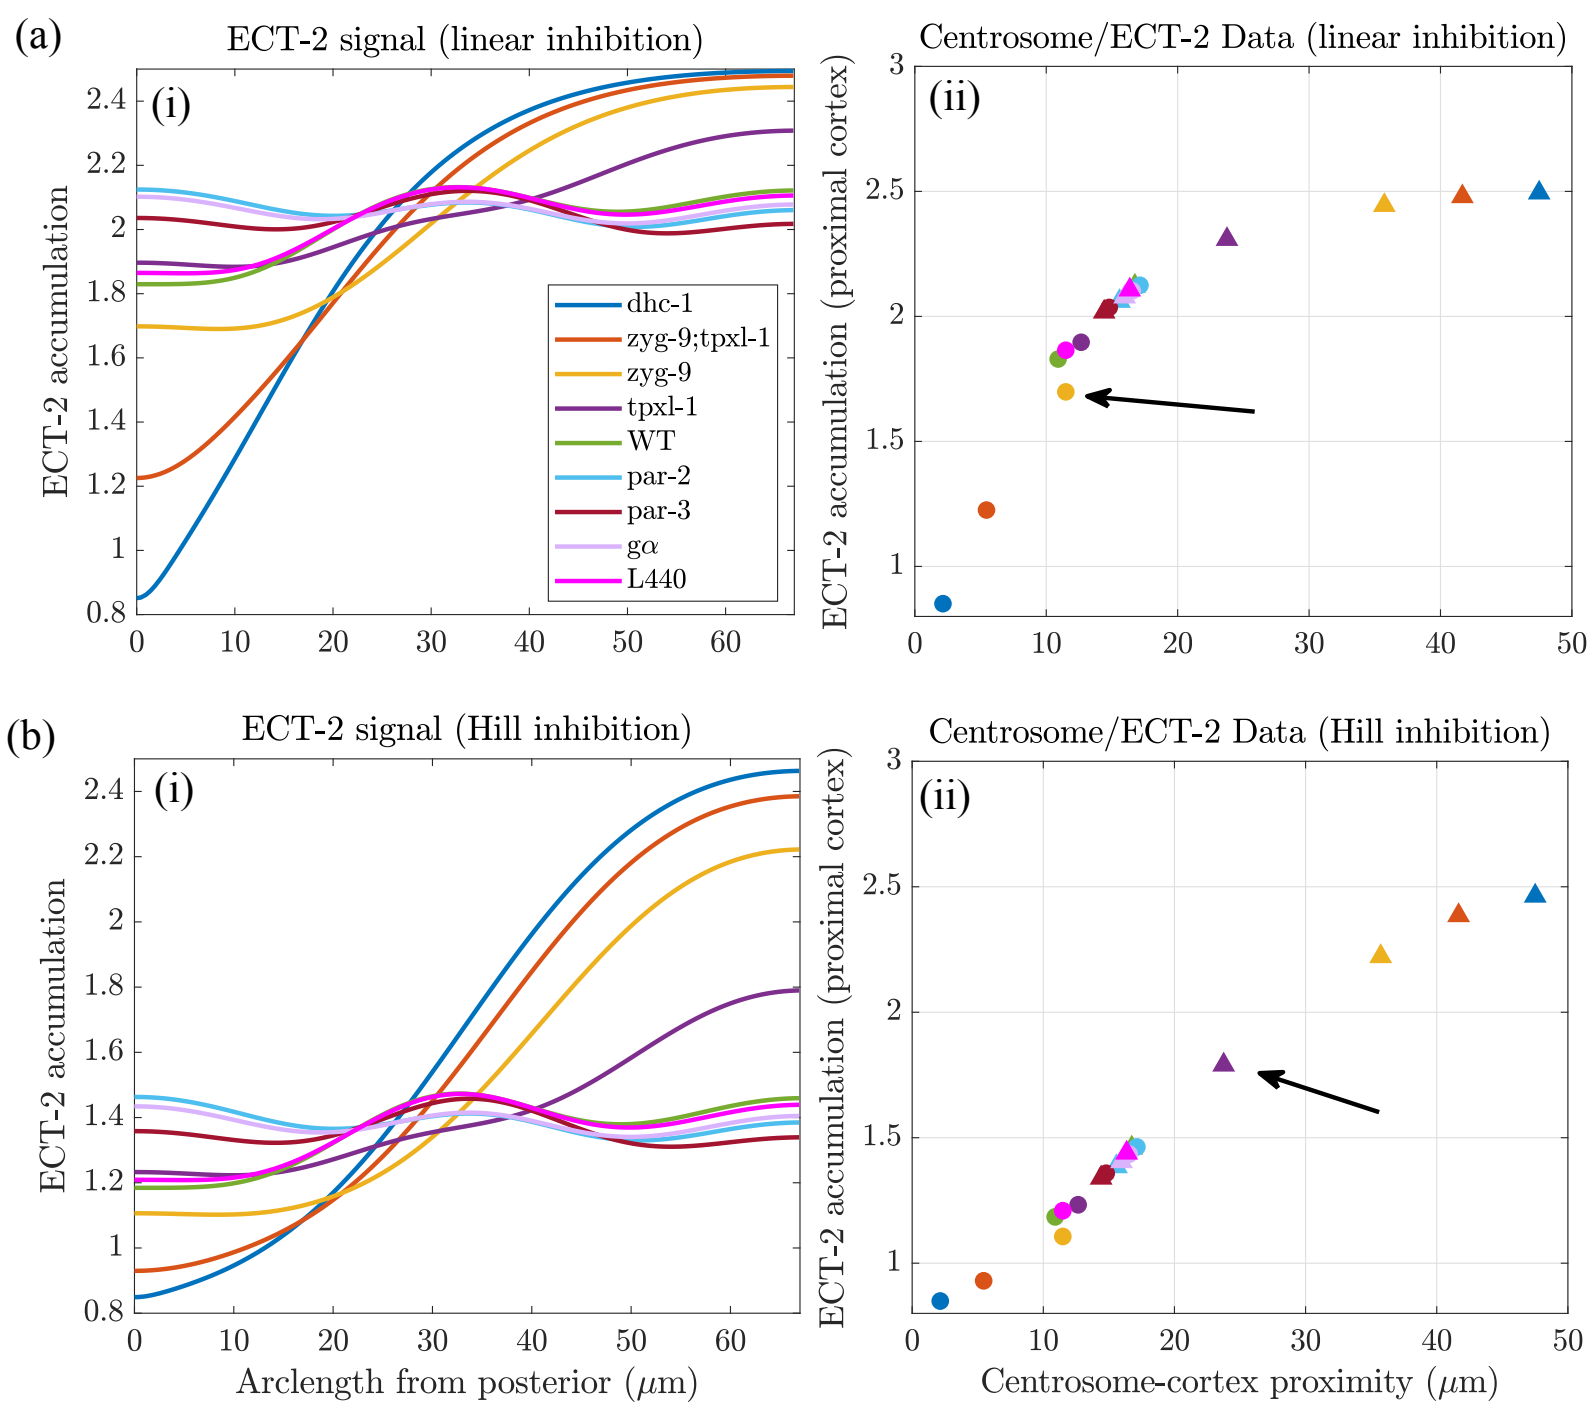 (a)
ECT-2 signal (linear inhibition)
(i)
ECT-2 accumulation
2.4
2.2
2
1.8
1.6
1.4
1.2
1
0.8
0 10 20 30 40 50 60
dhc-1
zyg-9;tpxl-1
zyg-9
tpxl-1
WT
par-2
par-3
gα
L440
Centrosome/ECT-2 Data (linear inhibition)
(ii)
ECT-2 accumulation (proximal cortex)
3
2.5
2
1.5
1
0 10 20 30 40 50
(b)
ECT-2 signal (Hill inhibition)
(i)
ECT-2 accumulation
2.4
2.2
2
1.8
1.6
1.4
1.2
1
0.8
0 10 20 30 40 50 60
Arclength from posterior (μm)
Centrosome/ECT-2 Data (Hill inhibition)
(ii)
ECT-2 accumulation (proximal cortex)
3
2.5
2
1.5
1
0 10 20 30 40 50
Centrosome-cortex proximity (μm)